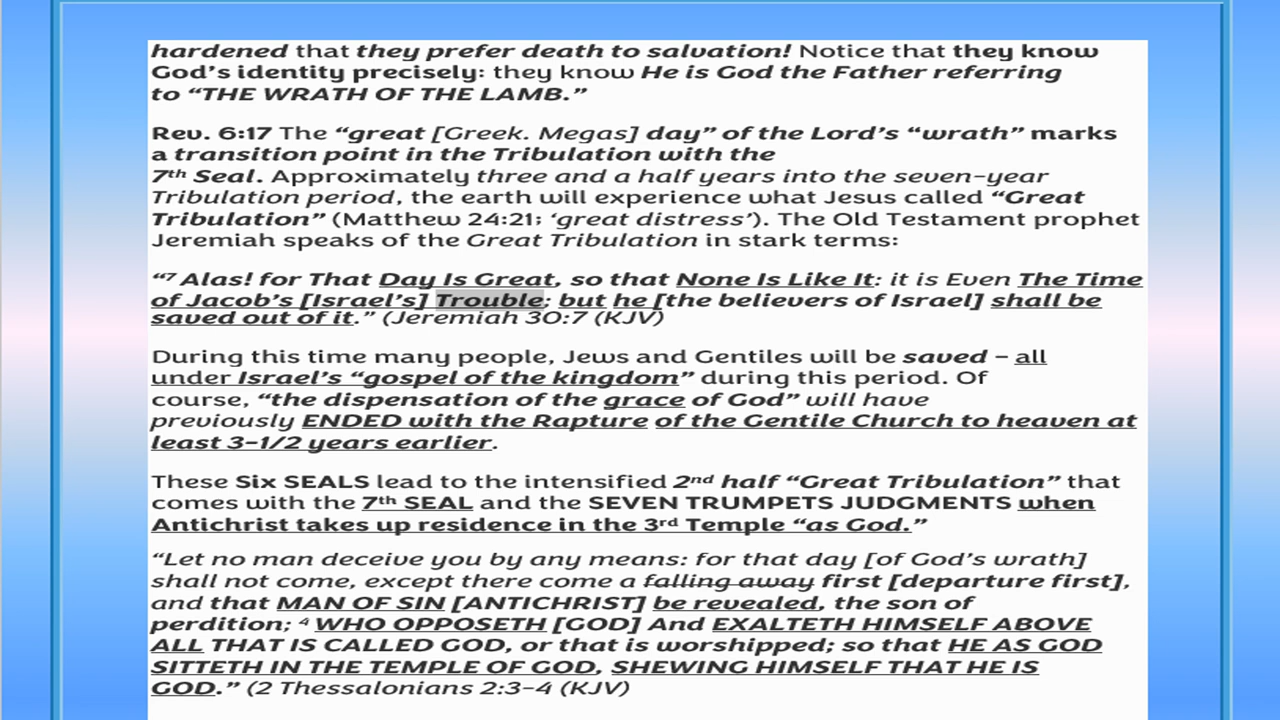 hardened that they prefer death to salvation! Notice that they know
God's identity precisely: they know He is God the Father referring
to “THE WRATH OF THE LAMB.”
Rev. 6:17 The “great [Greek. Megas] day” of the Lord's “wrath” marks
a transition point in the Tribulation with the
7th Seal. Approximately three and a half years into the seven-year
Tribulation period, the earth will experience what Jesus called “Great
Tribulation” (Matthew 24:21; ‘great distress’). The Old Testament prophet
Jeremiah speaks of the Great Tribulation in stark terms:
“7 Alas! for That Day Is Great, so that None Is Like It: it is Even The Time
of Jacob's [Israel's] Trouble; but he [the believers of Israel] shall be
saved out of it.” (Jeremiah 30:7 (KJV)
During this time many people, Jews and Gentiles will be saved – all
under Israel's “gospel of the kingdom” during this period. Of
course, “the dispensation of the grace of God” will have
previously ENDED with the Rapture of the Gentile Church to heaven at
least 3-1/2 years earlier.
These Six SEALS lead to the intensified 2nd half “Great Tribulation” that
comes with the 7th SEAL and the SEVEN TRUMPETS JUDGMENTS when
Antichrist takes up residence in the 3rd Temple “as God.”
“Let no man deceive you by any means: for that day [of God's wrath]
shall not come, except there come a falling away first [departure first],
and that MAN OF SIN [ANTICHRIST] be revealed, the son of
perdition; 4 WHO OPPOSETH [GOD] And EXALTETH HIMSELF ABOVE
ALL THAT IS CALLED GOD, or that is worshipped; so that HE AS GOD
SITTETH IN THE TEMPLE OF GOD, SHEWING HIMSELF THAT HE IS
GOD.” (2 Thessalonians 2:3-4 (KJV)